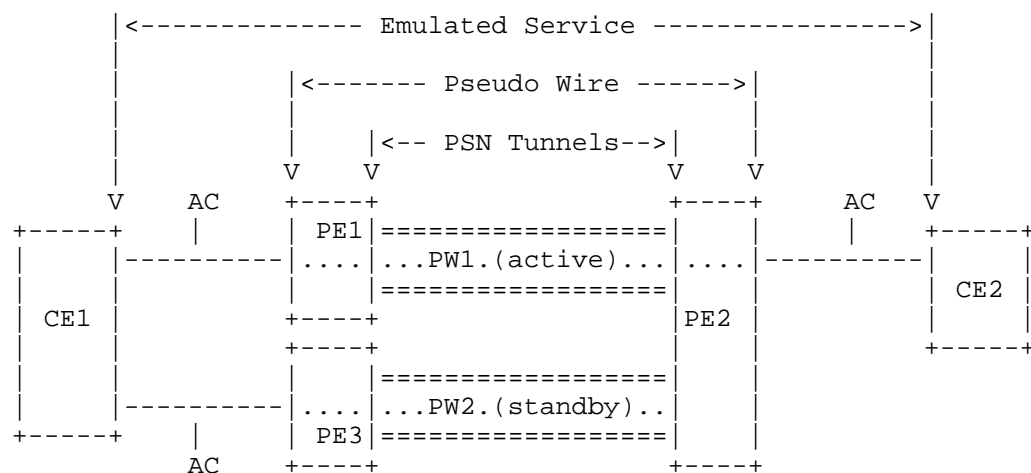 |<-------------- Emulated Service ---------------->|
|                                                  |
|          |<------- Pseudo Wire ------>|          |
|          |                            |          |
|          |    |<-- PSN Tunnels-->|    |          |
|          V    V                  V    V          |
V    AC    +----+                  +----+     AC   V
+-----+    |     | PE1|==================|    |     |    +-----+
|     |----------|....|...PW1.(active)...|....|----------|     |
|     |          |    |==================|    |          | CE2 |
| CE1 |          +----+                  |PE2 |          |     |
|     |          +----+                  |    |          +-----+
|     |          |    |==================|    |
|     |----------|....|...PW2.(standby)..|    |
+-----+    |     | PE3|==================|    |
AC         +----+                  +----+